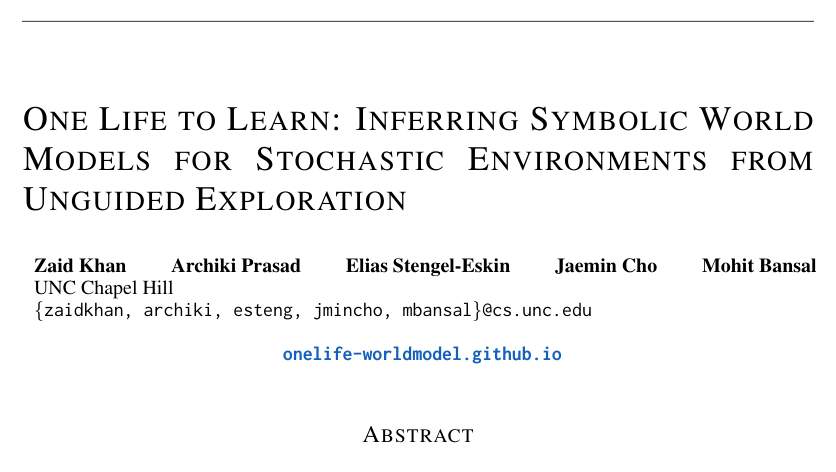 ONE LIFE TO LEARN: INFERRING SYMBOLIC WORLD
MODELS FOR STOCHASTIC ENVIRONMENTS FROM
UNGUIDED EXPLORATION
Zaid Khan Archiki Prasad Elias Stengel-Eskin Jaemin Cho Mohit Bansal
UNC Chapel Hill
{zaidkhan, archiki, esteng, jmincho, mbansal}@cs.unc.edu
onelife-worldmodel.github.io
ABSTRACT